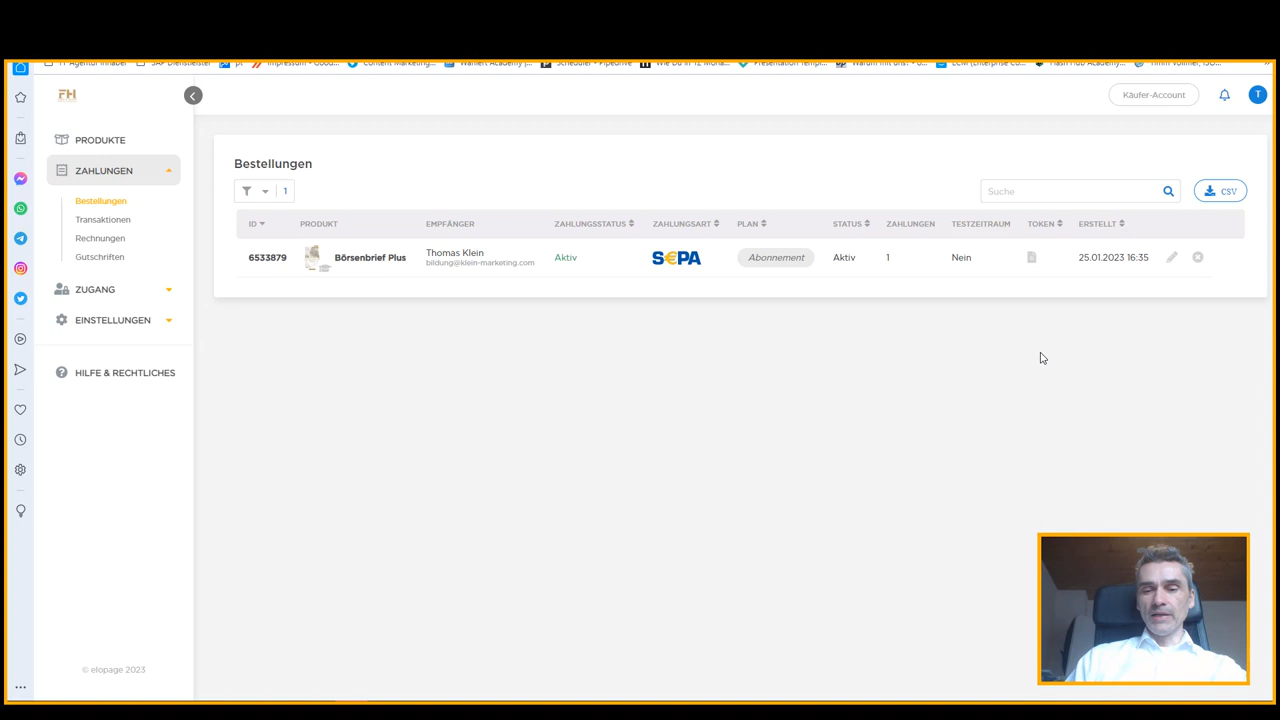 FH
Käufer-Account
T
PRODUKTE
ZAHLUNGEN
Bestellungen
Transaktionen
Rechnungen
Gutschriften
ZUGANG
EINSTELLUNGEN
HILFE & RECHTLICHES
© elopage 2023
Bestellungen
1
Suche
CSV
ID PRODUKT EMPFÄNGER ZAHLUNGSSTATUS ZAHLUNGSART PLAN STATUS ZAHLUNGEN TESTZEITRAUM TOKEN ERSTELLT
6533879 Börsenbrief Plus Thomas Klein Aktiv S€PA Abonnement Aktiv 1 Nein 25.01.2023 16:35
bildung@klein-marketing.com